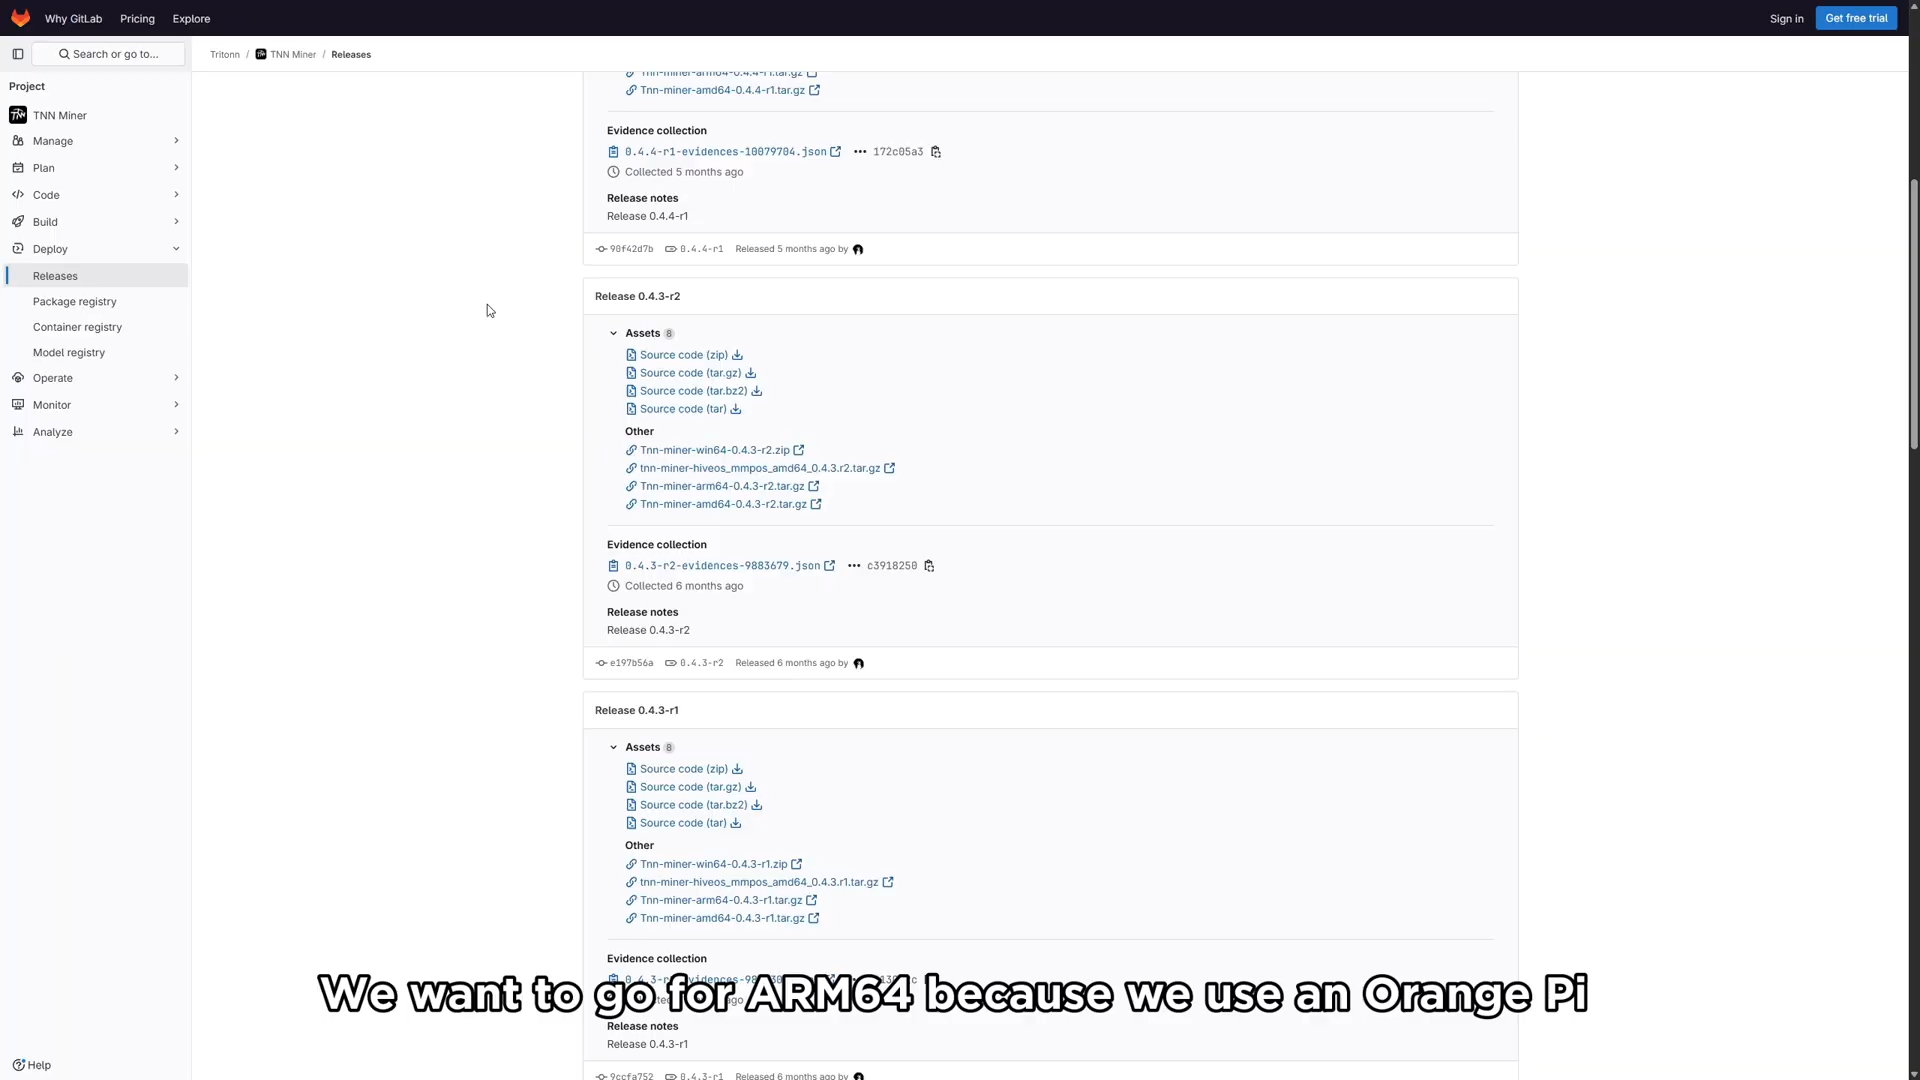 Why GitLab
Pricing
Explore
Sign in
Get free trial
Search or go to...
Tritonn / TNN Miner / Releases
Project
TNN Miner
Manage
Plan
Code
Build
Deploy
Releases
Package registry
Container registry
Model registry
Operate
Monitor
Analyze
Help
Tnn-miner-arm64-0.4.4-r1.tar.gz
Tnn-miner-amd64-0.4.4-r1.tar.gz
Evidence collection
0.4.4-r1-evidences-10079704.json ••• 172c05a3
Collected 5 months ago
Release notes
Release 0.4.4-r1
90f42d7b 0.4.4-r1 Released 5 months ago by
Release 0.4.3-r2
Assets 8
Source code (zip)
Source code (tar.gz)
Source code (tar.bz2)
Source code (tar)
Other
Tnn-miner-win64-0.4.3-r2.zip
tnn-miner-hiveos_mmpos_amd64_0.4.3.r2.tar.gz
Tnn-miner-arm64-0.4.3-r2.tar.gz
Tnn-miner-amd64-0.4.3-r2.tar.gz
Evidence collection
0.4.3-r2-evidences-9883679.json ••• c3918250
Collected 6 months ago
Release notes
Release 0.4.3-r2
e197b56a 0.4.3-r2 Released 6 months ago by
Release 0.4.3-r1
Assets 8
Source code (zip)
Source code (tar.gz)
Source code (tar.bz2)
Source code (tar)
Other
Tnn-miner-win64-0.4.3-r1.zip
tnn-miner-hiveos_mmpos_amd64_0.4.3.r1.tar.gz
Tnn-miner-arm64-0.4.3-r1.tar.gz
Tnn-miner-amd64-0.4.3-r1.tar.gz
Evidence collection
We want to go for ARM64 because we use an Orange Pi
Release notes
Release 0.4.3-r1
9ccfa752 0.4.3-r1 Released 6 months ago by